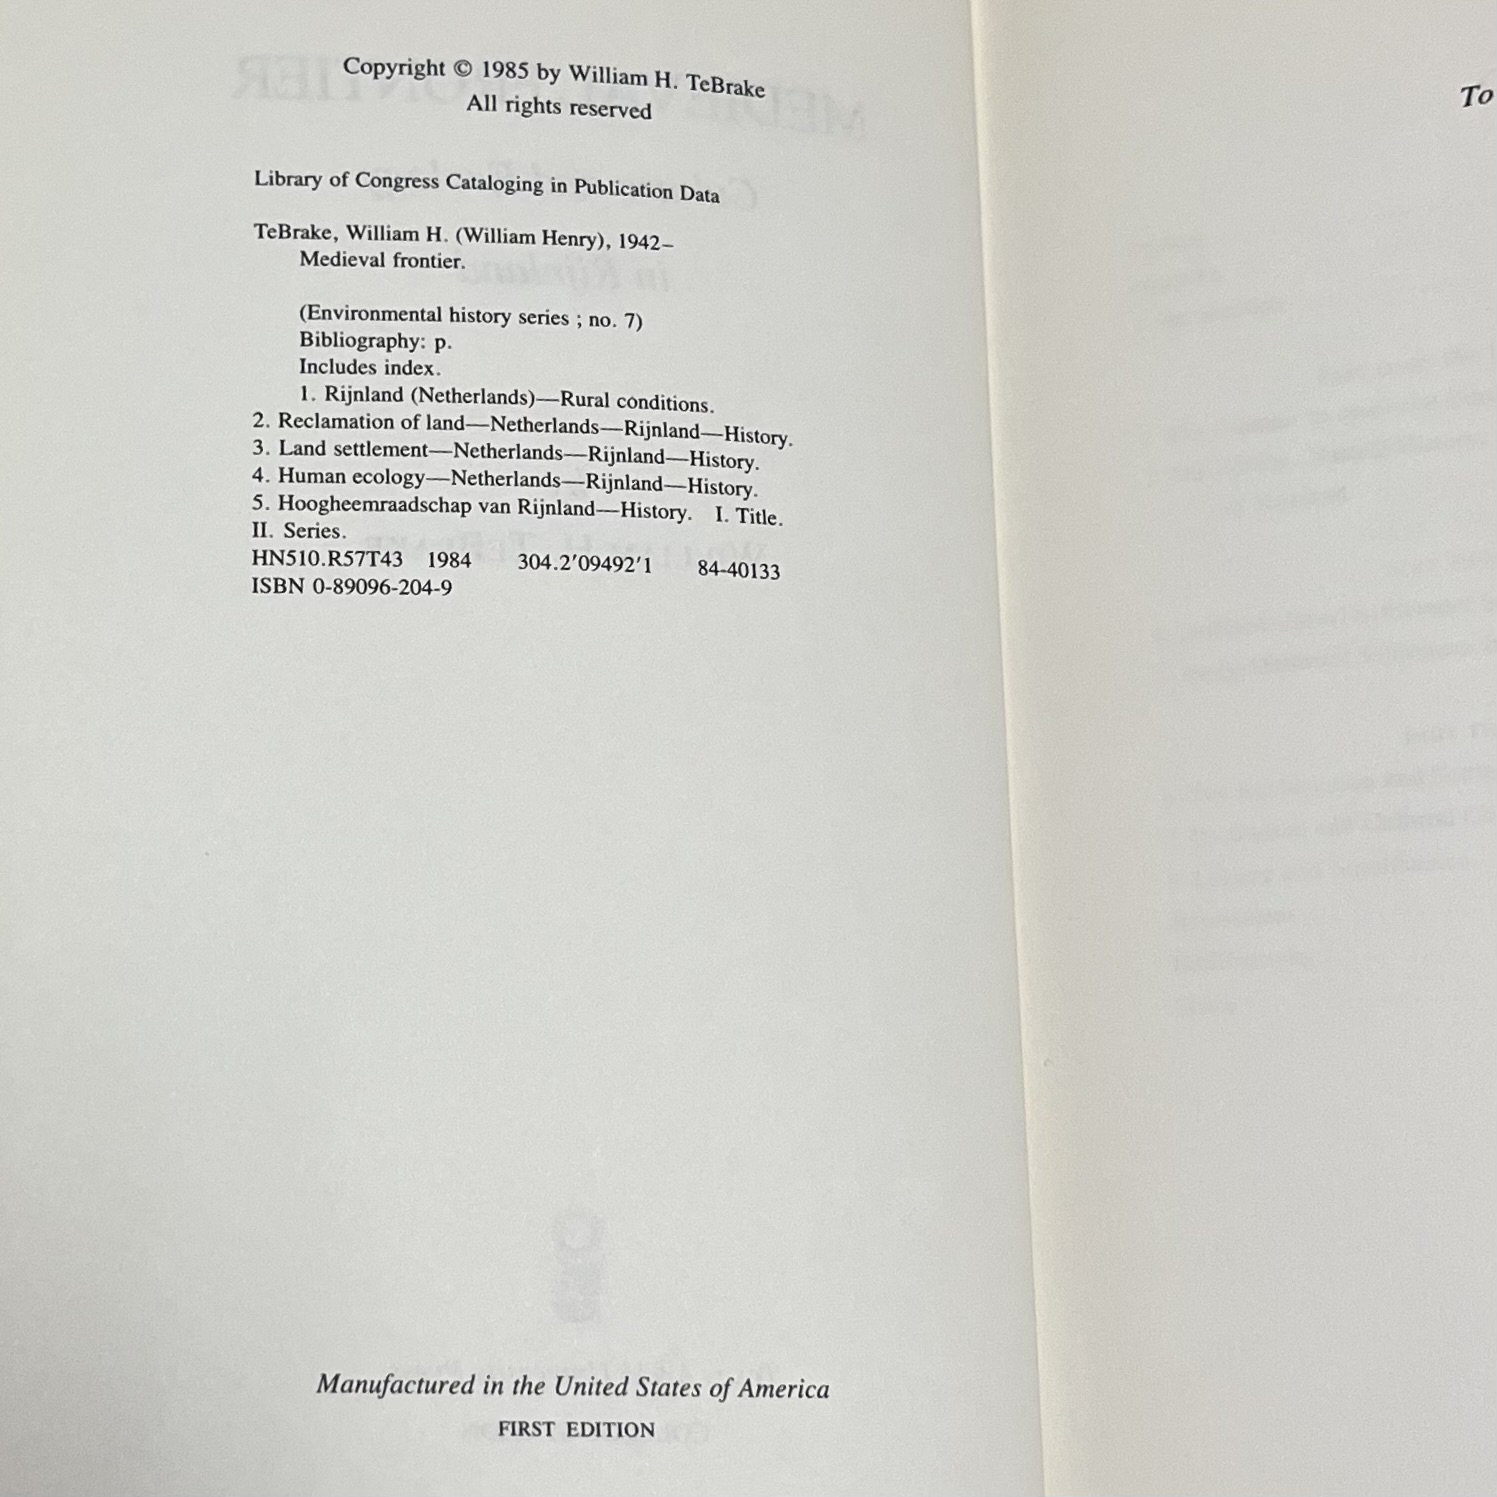 Copyright © 1985 by William H. TeBrake
All rights reserved
Library of Congress Cataloging in Publication Data
TeBrake, William H. (William Henry), 1942–
Medieval frontier.
(Environmental history series ; no. 7)
Bibliography: p.
Includes index.
1. Rijnland (Netherlands)—Rural conditions.
2. Reclamation of land—Netherlands—Rijnland—History.
3. Land settlement—Netherlands—Rijnland—History.
4. Human ecology—Netherlands—Rijnland—History.
5. Hoogheemraadschap van Rijnland—History. I. Title.
II. Series.
HN510.R57T43 1984 304.2'09492'1 84-40133
ISBN 0-89096-204-9
Manufactured in the United States of America
FIRST EDITION
To